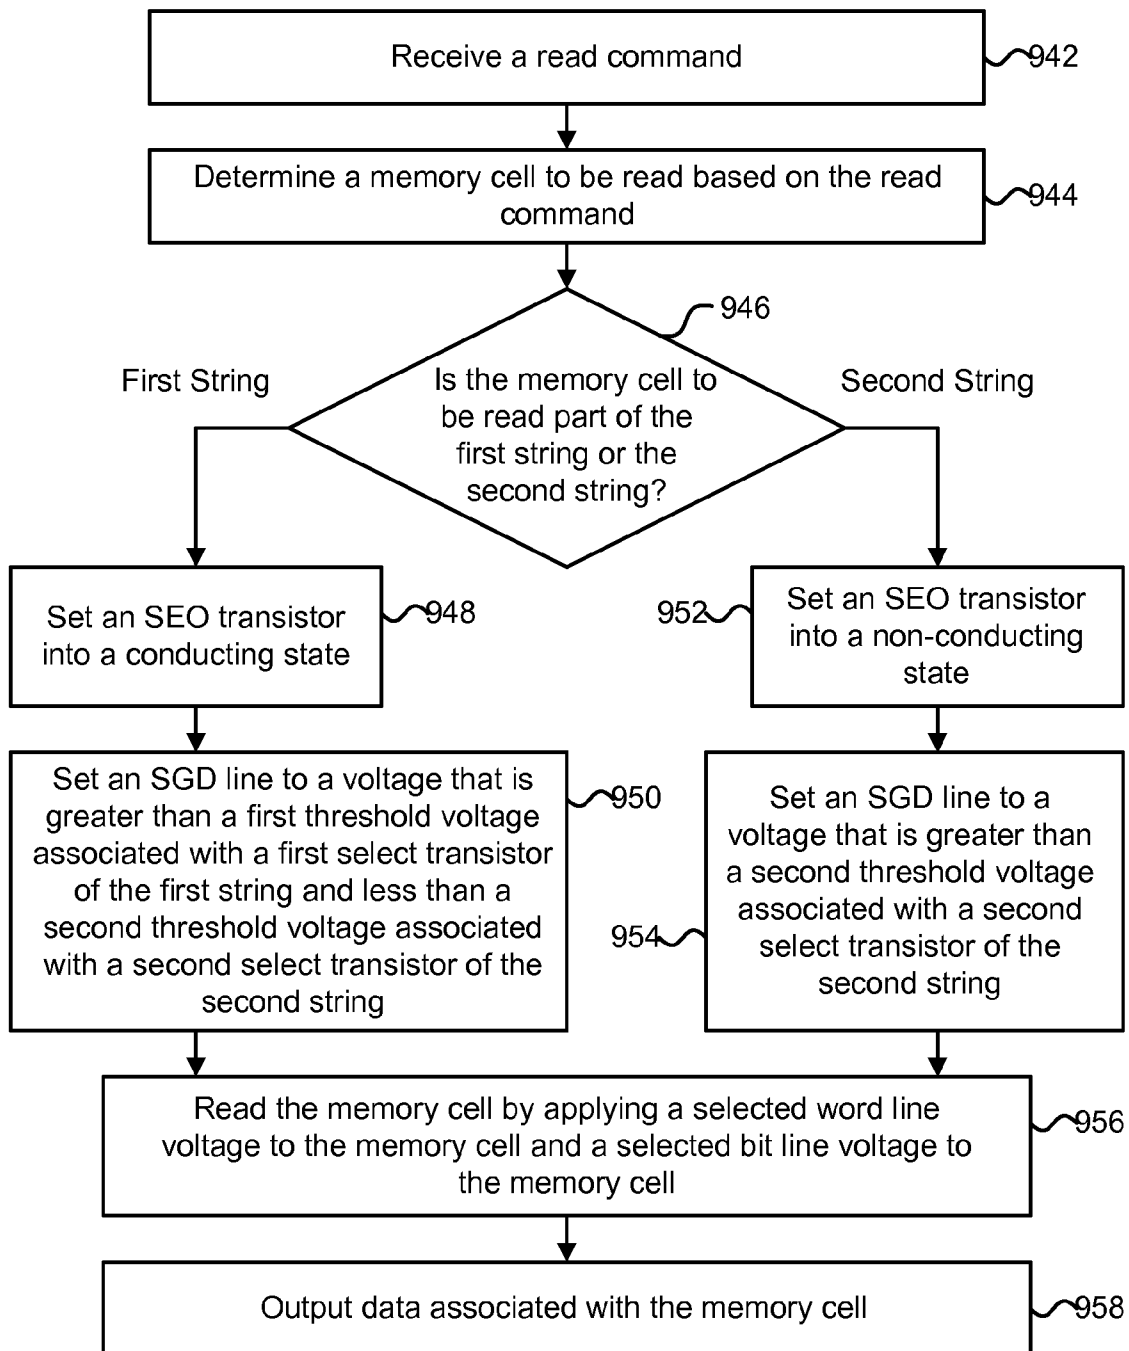 Receive a read command
942
Determine a memory cell to be read based on the read
command
944
946
First String
Second String
Is the memory cell to
be read part of the
first string or the
second string?
Set an SEO transistor
into a conducting state
948
952
Set an SEO transistor
into a non-conducting
state
Set an SGD line to a voltage that is
greater than a first threshold voltage
associated with a first select transistor
of the first string and less than a
second threshold voltage associated
with a second select transistor of the
second string
950
954
Set an SGD line to a
voltage that is greater than
a second threshold voltage
associated with a second
select transistor of the
second string
Read the memory cell by applying a selected word line
voltage to the memory cell and a selected bit line voltage to
the memory cell
956
Output data associated with the memory cell
958